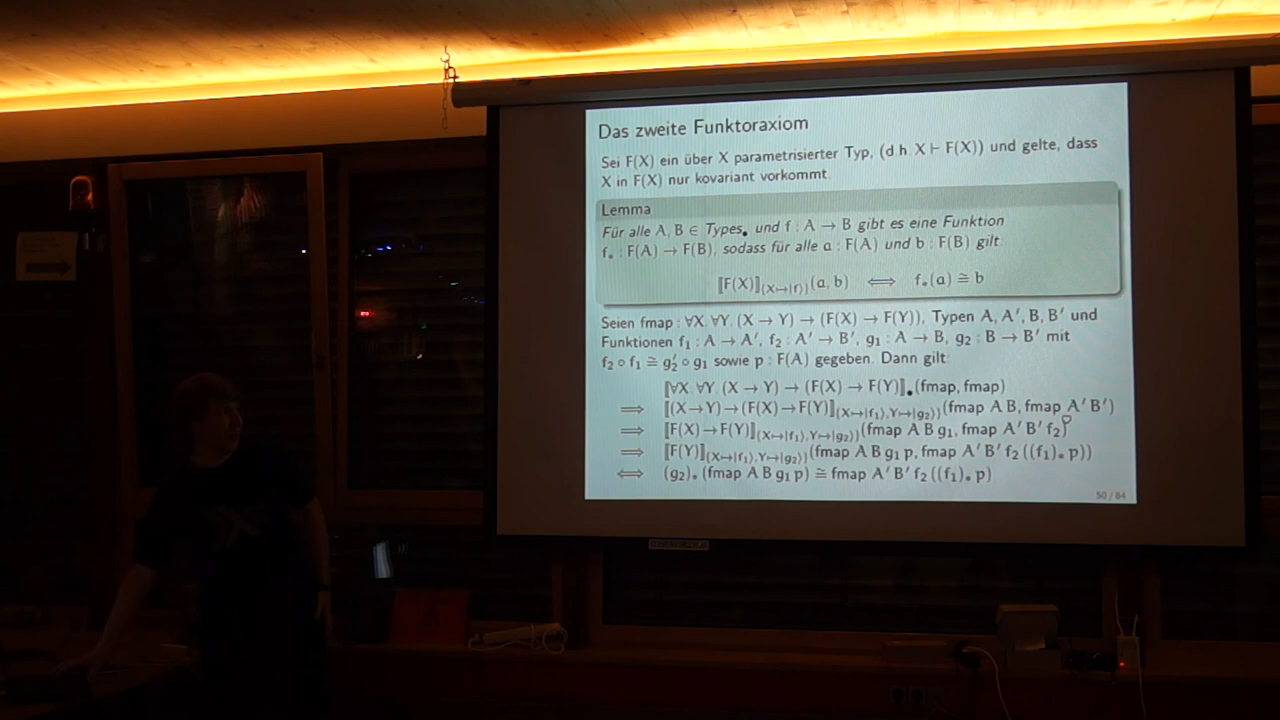 Das zweite Funktoraxiom
Sei F(X) ein über X parametrisierter Typ, (d.h. X ⊢ F(X)) und gelte, dass
X in F(X) nur kovariant vorkommt.
Lemma
Für alle A, B ∈ Types• und f : A → B gibt es eine Funktion
f∗ : F(A) → F(B), sodass für alle a : F(A) und b : F(B) gilt:
⟦F(X)⟧{X↦|f⟩}(a, b) ⟺ f∗(a) ≅ b
Seien fmap : ∀X. ∀Y. (X → Y) → (F(X) → F(Y)), Typen A, A′, B, B′ und
Funktionen f₁ : A → A′, f₂ : A′ → B′, g₁ : A → B, g₂ : B → B′ mit
f₂ ∘ f₁ ≅ g₂′ ∘ g₁ sowie p : F(A) gegeben. Dann gilt:
⟦∀X. ∀Y. (X → Y) → (F(X) → F(Y)⟧•(fmap, fmap)
⟹ ⟦(X→Y)→(F(X)→F(Y)⟧{X↦|f₁⟩,Y↦|g₂⟩}(fmap A B, fmap A′ B′)
⟹ ⟦F(X)→F(Y)⟧{X↦|f₁⟩,Y↦|g₂⟩}(fmap A B g₁, fmap A′ B′ f₂)
⟹ ⟦F(Y)⟧{X↦|f₁⟩,Y↦|g₂⟩}(fmap A B g₁ p, fmap A′ B′ f₂ ((f₁)∗ p))
⟺ (g₂)∗ (fmap A B g₁ p) ≅ fmap A′ B′ f₂ ((f₁)∗ p)
50 / 84